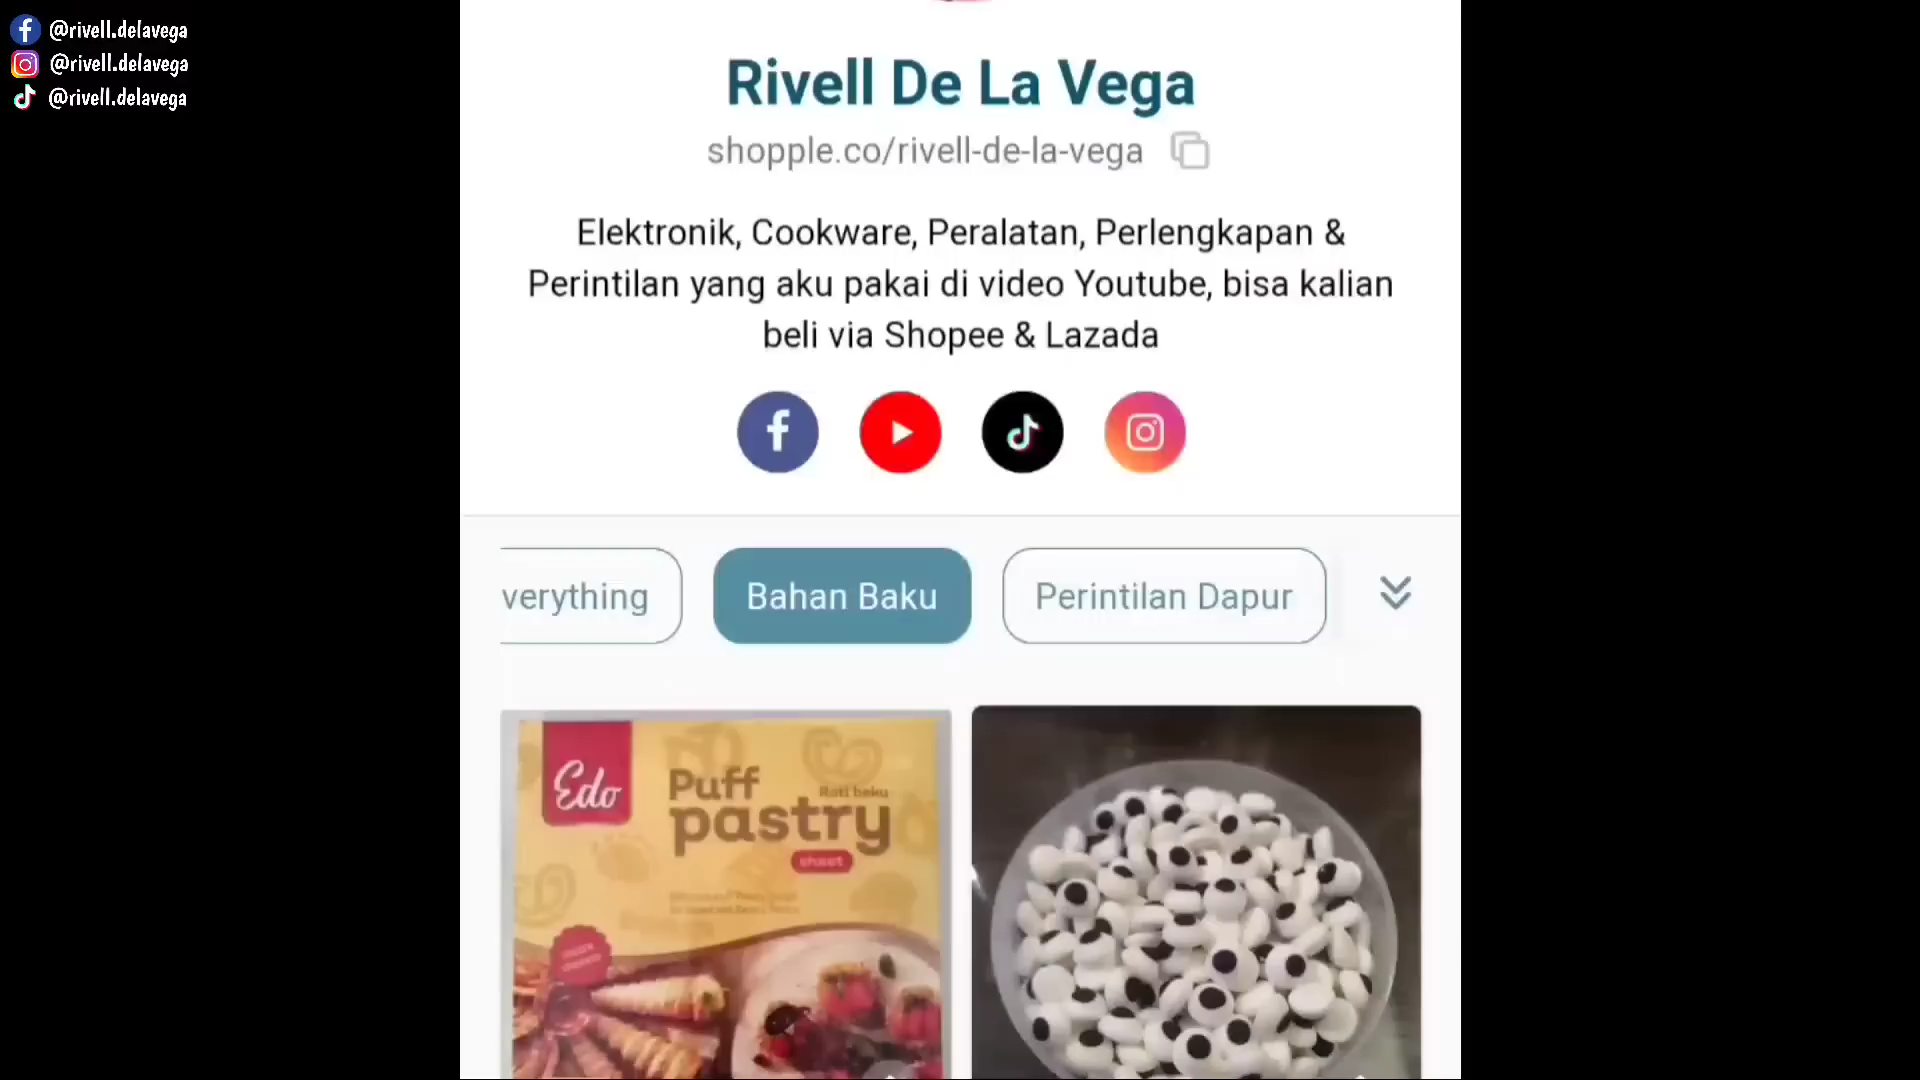 @rivell.delavega
@rivell.delavega
@rivell.delavega
Rivell De La Vega
shopple.co/rivell-de-la-vega
Elektronik, Cookware, Peralatan, Perlengkapan &
Perintilan yang aku pakai di video Youtube, bisa kalian
beli via Shopee & Lazada
verything
Bahan Baku
Perintilan Dapur
Edo
Puff
Roti beku
pastry
sheet